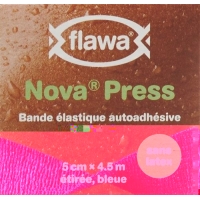 flawa®
Nova® Press
Bande élastique autoadhésive
5 cm × 4.5 m
étirée, bleue